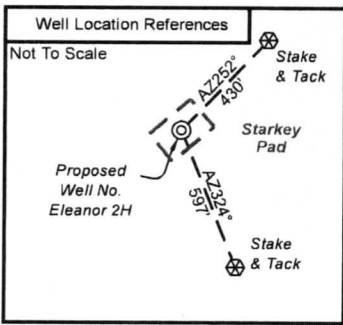 Well Location References
Not To Scale
Stake
& Tack
AZ252°
430'
Starkey
Pad
Proposed
Well No.
Eleanor 2H
AZ324°
597'
Stake
& Tack